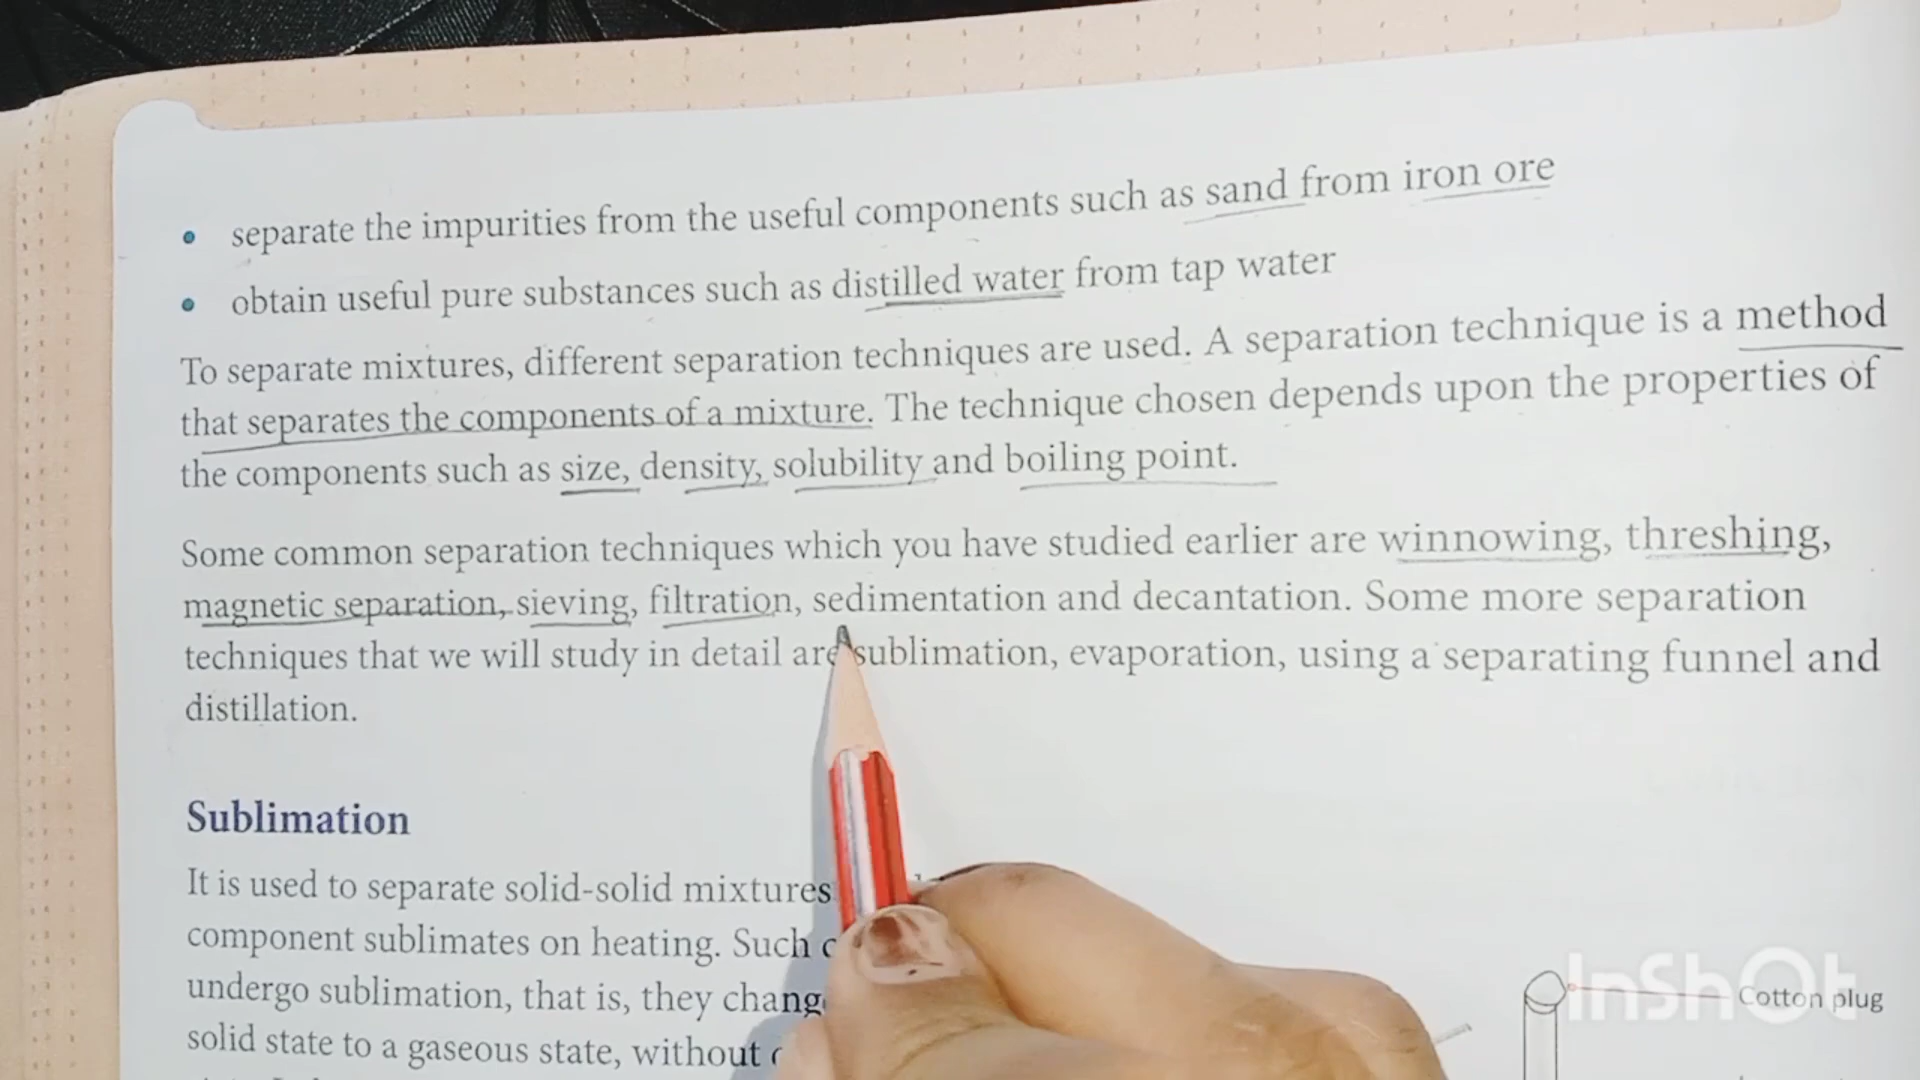 • separate the impurities from the useful components such as sand from iron ore
• obtain useful pure substances such as distilled water from tap water
To separate mixtures, different separation techniques are used. A separation technique is a method
that separates the components of a mixture. The technique chosen depends upon the properties of
the components such as size, density, solubility and boiling point.
Some common separation techniques which you have studied earlier are winnowing, threshing,
magnetic separation, sieving, filtration, sedimentation and decantation. Some more separation
techniques that we will study in detail are sublimation, evaporation, using a separating funnel and
distillation.
Sublimation
It is used to separate solid-solid mixtures
component sublimates on heating. Such
undergo sublimation, that is, they change
solid state to a gaseous state, without
InShOt
Cotton plug